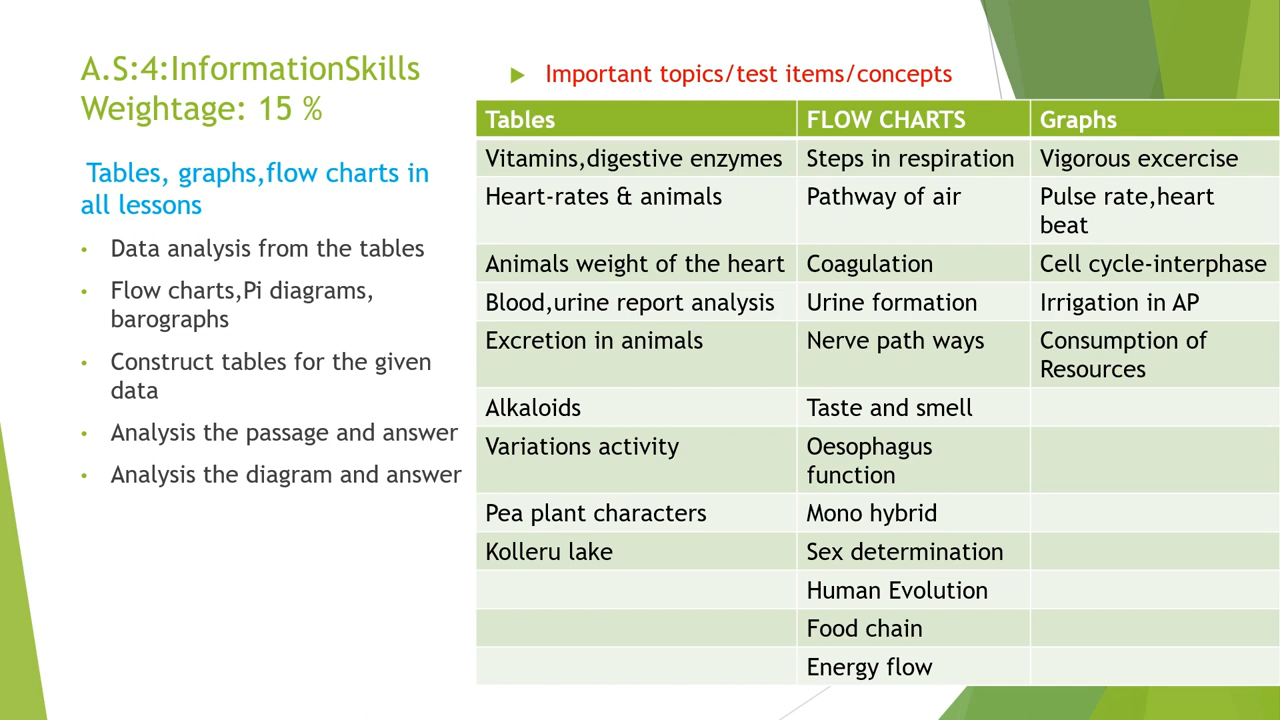 A.S:4:InformationSkills
Weightage: 15 %
Tables, graphs,flow charts in
all lessons
• Data analysis from the tables
• Flow charts,Pi diagrams,
barographs
• Construct tables for the given
data
• Analysis the passage and answer
• Analysis the diagram and answer
Important topics/test items/concepts
Tables FLOW CHARTS Graphs
Vitamins,digestive enzymes Steps in respiration Vigorous excercise
Heart-rates & animals Pathway of air Pulse rate,heart
beat
Animals weight of the heart Coagulation Cell cycle-interphase
Blood,urine report analysis Urine formation Irrigation in AP
Excretion in animals Nerve path ways Consumption of
Resources
Alkaloids Taste and smell
Variations activity Oesophagus
function
Pea plant characters Mono hybrid
Kolleru lake Sex determination
Human Evolution
Food chain
Energy flow